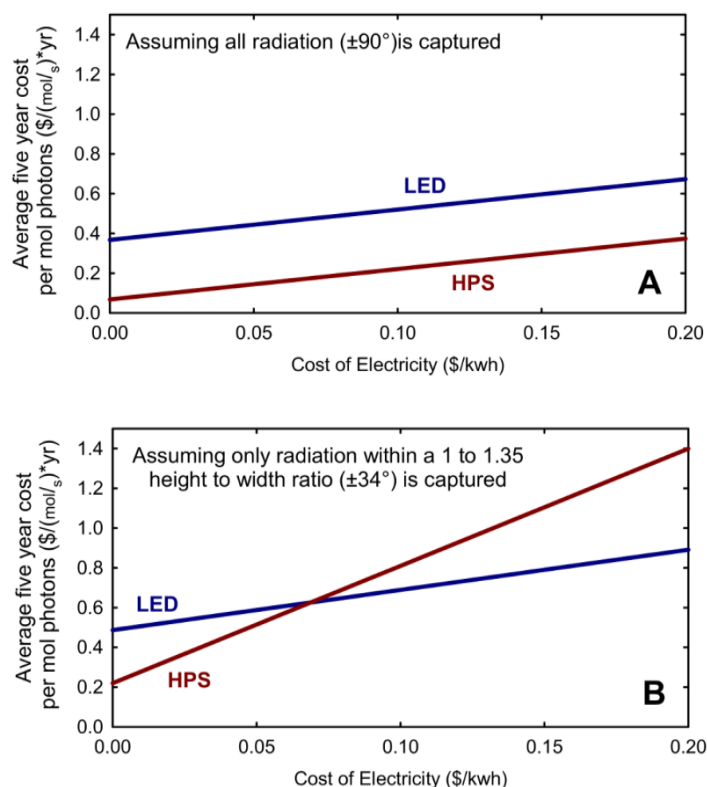 Average five year cost
per mol photons ($/(mol/s)*yr)
1.4
1.2
1.0
0.8
0.6
0.4
0.2
0.0
Assuming all radiation (±90°)is captured
LED
HPS
A
0.00 0.05 0.10 0.15 0.20
Cost of Electricity ($/kwh)
Average five year cost
per mol photons ($/(mol/s)*yr)
1.4
1.2
1.0
0.8
0.6
0.4
0.2
0.0
Assuming only radiation within a 1 to 1.35
height to width ratio (±34°) is captured
LED
HPS
B
0.00 0.05 0.10 0.15 0.20
Cost of Electricity ($/kwh)